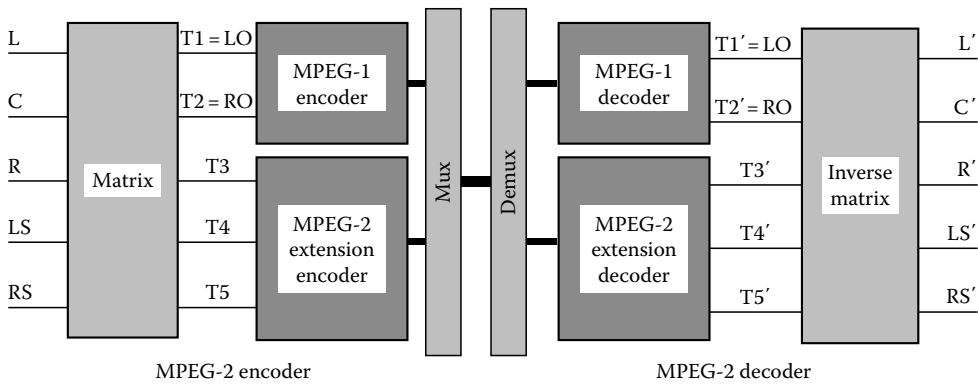 L
C
R
LS
RS
Matrix
T1 = LO
T2 = RO
T3
T4
T5
MPEG-1
encoder
MPEG-2
extension
encoder
Mux
Demux
MPEG-1
decoder
MPEG-2
extension
decoder
T1′ = LO
T2′ = RO
T3′
T4′
T5′
Inverse
matrix
L′
C′
R′
LS′
RS′
MPEG-2 encoder
MPEG-2 decoder